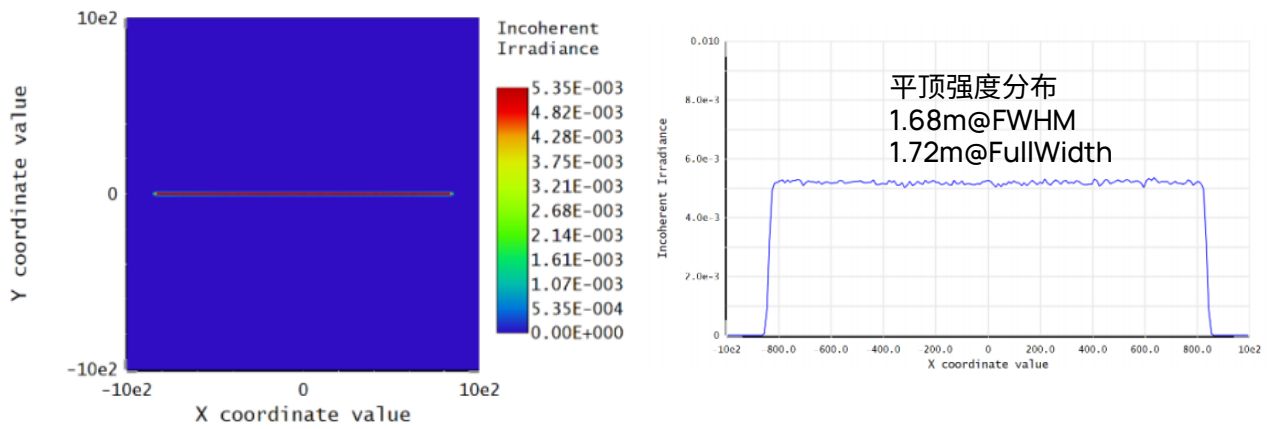 10e2
0
-10e2
Y coordinate value
-10e2
0
10e2
X coordinate value
Incoherent
Irradiance
5.35E-003
4.82E-003
4.28E-003
3.75E-003
3.21E-003
2.68E-003
2.14E-003
1.61E-003
1.07E-003
5.35E-004
0.00E+000
平顶强度分布
1.68m@FWHM
1.72m@FullWidth
0.010
8.0e-3
6.0e-3
4.0e-3
2.0e-3
0
Incoherent Irradiance
10e2
800.0
600.0
400.0
200.0
0
200.0
400.0
600.0
800.0
10e2
X coordinate value